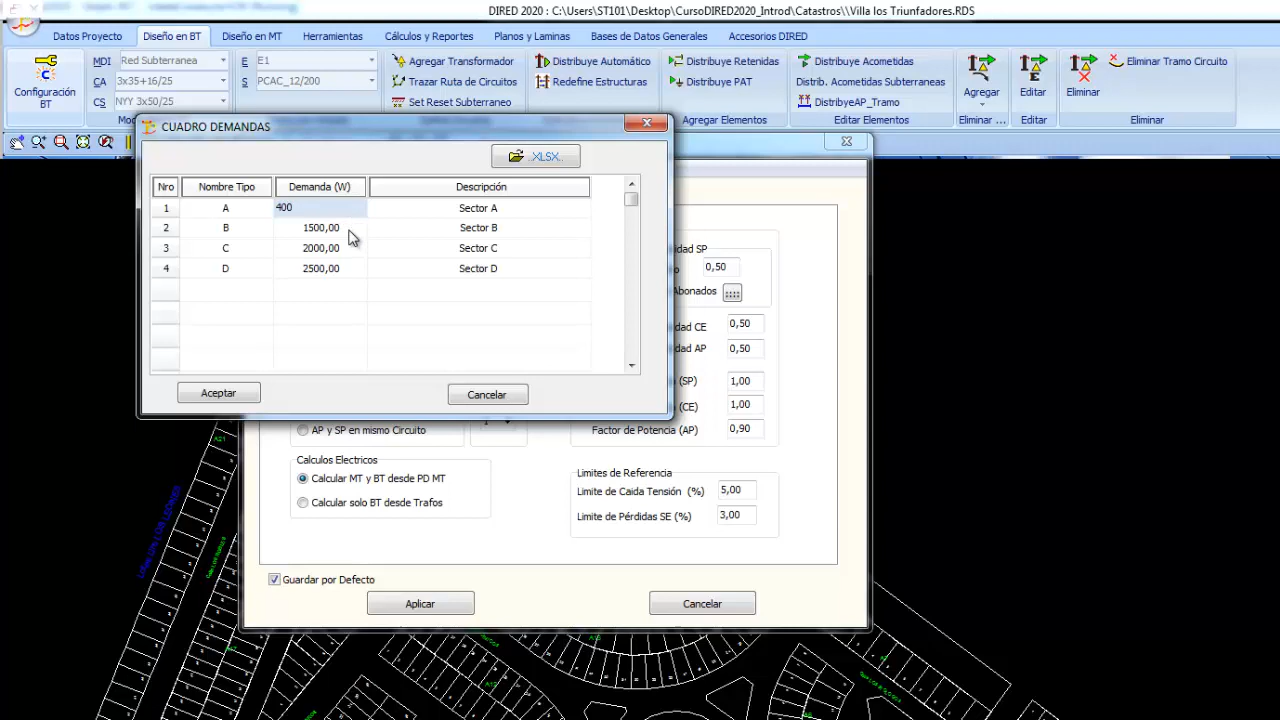 DIRED 2020 : C:\Users\ST101\Desktop\CursoDIRED2020_Introd\Catastros\\Villa los Triunfadores.RDS
Datos Proyecto
Diseño en BT
Diseño en MT
Herramientas
Cálculos y Reportes
Planos y Laminas
Bases de Datos Generales
Accesorios DIRED
Configuración
BT
MDI Red Subterranea
CA 3x35+16/25
CS NYY 3x50/25
E E1
S PCAC_12/200
Agregar Transformador
Trazar Ruta de Circuitos
Set Reset Subterraneo
Distribuye Automático
Redefine Estructuras
Distribuye Retenidas
Distribuye PAT
Agregar Elementos
Distribuye Acometidas
Distrib. Acometidas Subterraneas
DistribyeAP_Tramo
Editar Elementos
Agregar
Eliminar ...
Editar
Editar
Eliminar
Eliminar Tramo Circuito
Eliminar
CUADRO DEMANDAS
..XLSX..
Nro Nombre Tipo Demanda (W) Descripción
1 A 400 Sector A
2 B 1500,00 Sector B
3 C 2000,00 Sector C
4 D 2500,00 Sector D
Aceptar
Cancelar
idad SP
0,50
Abonados
dad CE 0,50
dad AP 0,50
(SP) 1,00
(CE) 1,00
Factor de Potencia (AP) 0,90
AP y SP en mismo Circuito
Calculos Electricos
Calcular MT y BT desde PD MT
Calcular solo BT desde Trafos
Limites de Referencia
Limite de Caida Tensión (%) 5,00
Limite de Pérdidas SE (%) 3,00
Guardar por Defecto
Aplicar
Cancelar
A21